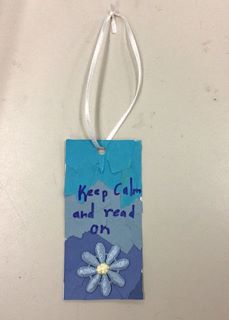 Keep Calm
and read
on